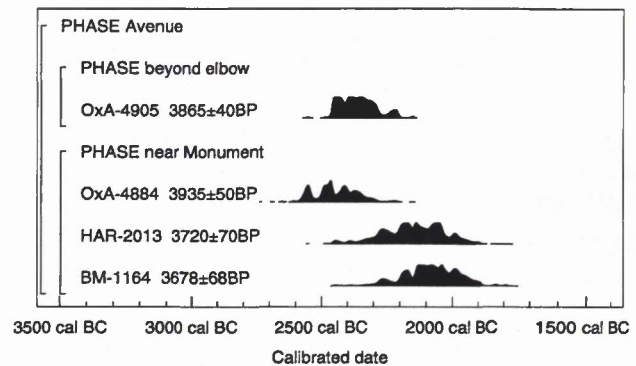 PHASE Avenue
PHASE beyond elbow
OxA-4905 3865±40BP
PHASE near Monument
OxA-4884 3935±50BP
HAR-2013 3720±70BP
BM-1164 3678±68BP
3500 cal BC 3000 cal BC 2500 cal BC 2000 cal BC 1500 cal BC
Calibrated date